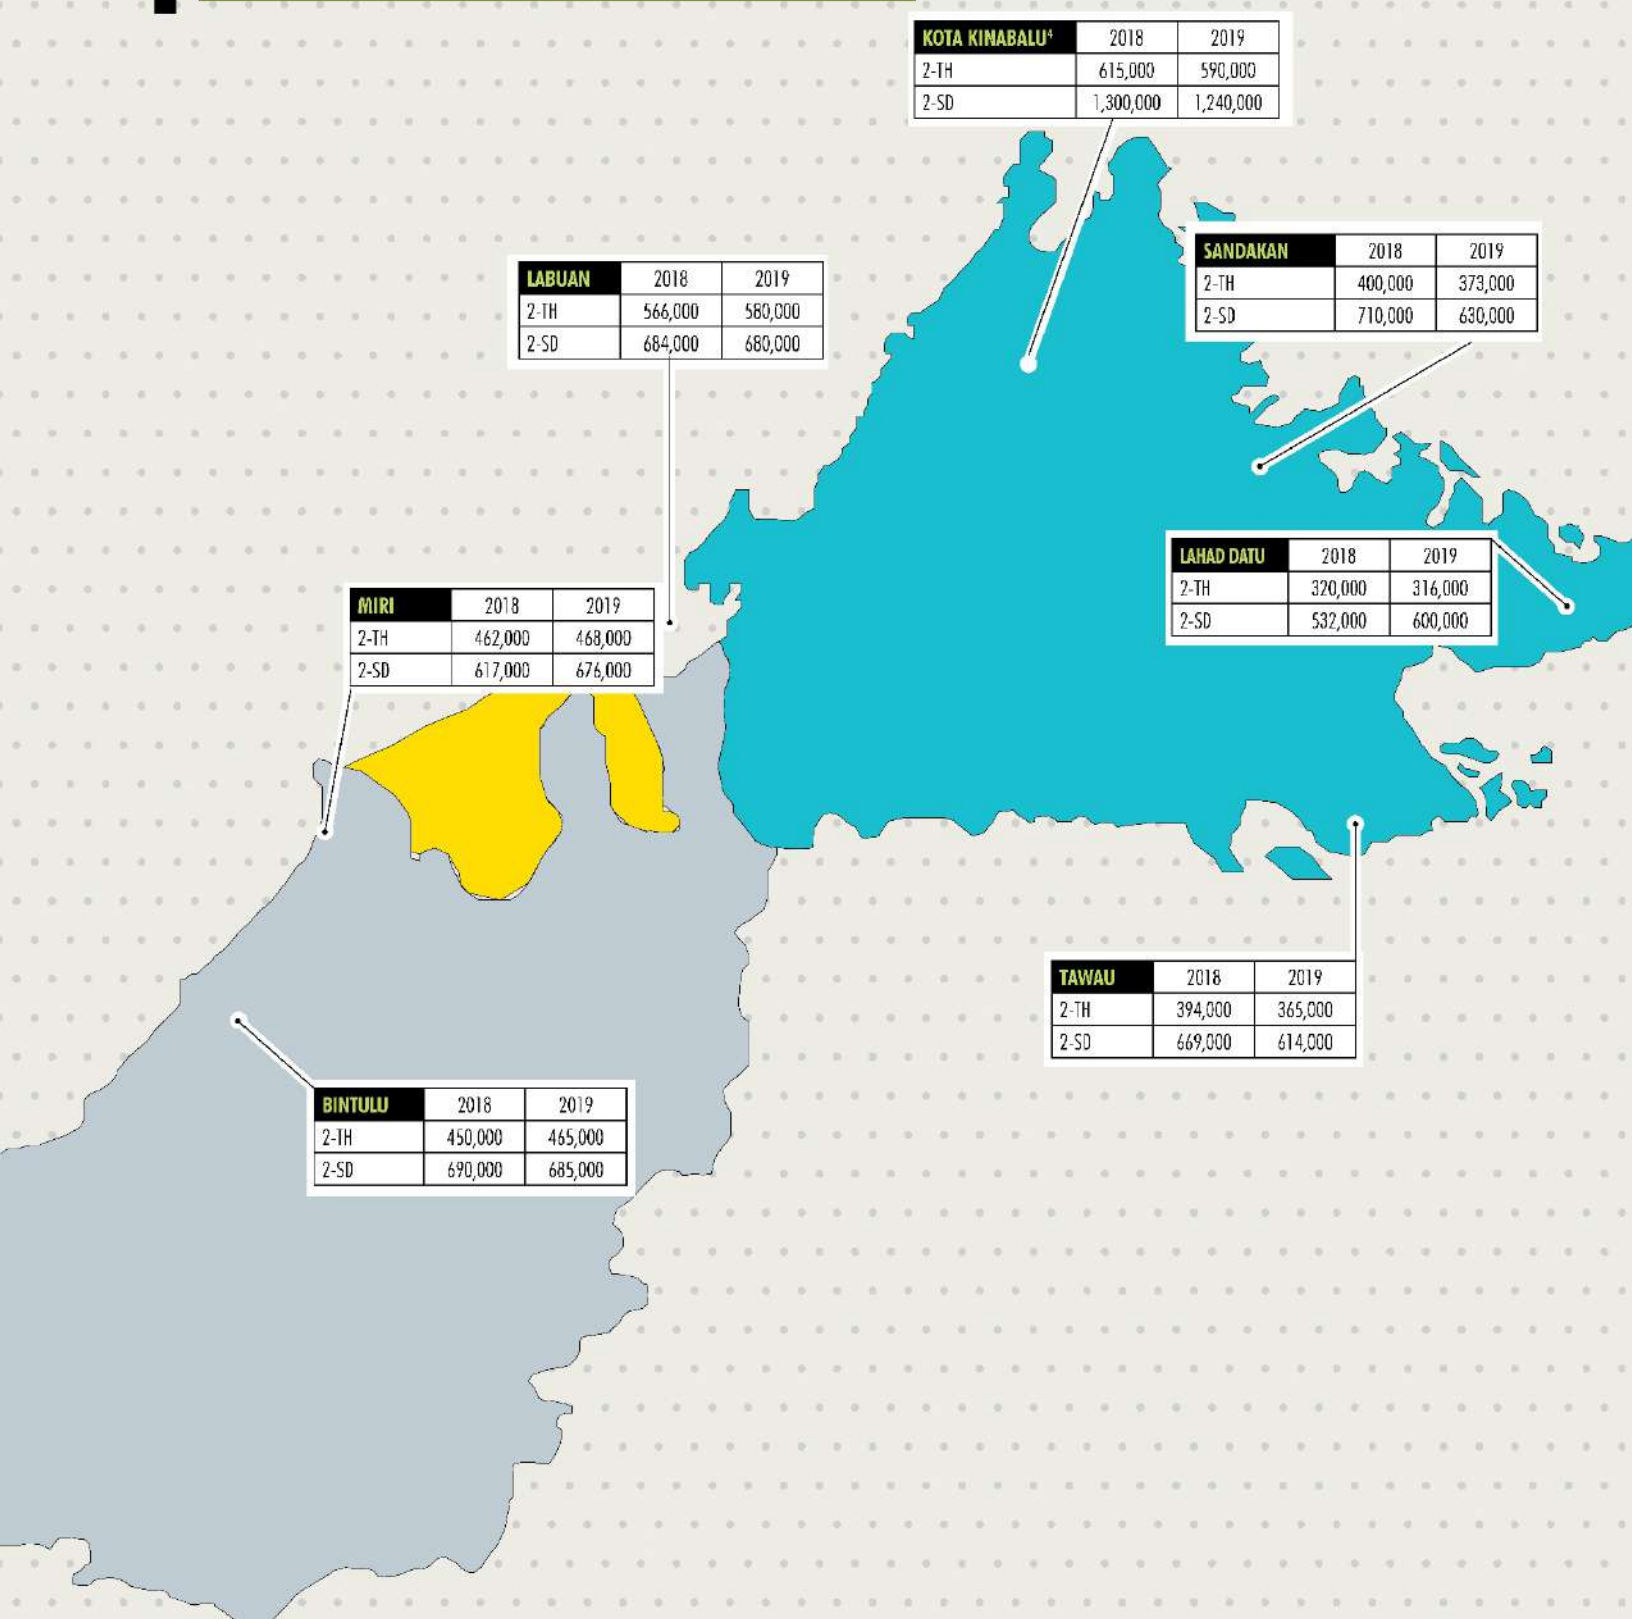 KOTA KINABALU⁴ 2018 2019
2-TH 615,000 590,000
2-SD 1,300,000 1,240,000
SANDAKAN 2018 2019
2-TH 400,000 373,000
2-SD 710,000 630,000
LABUAN 2018 2019
2-TH 566,000 580,000
2-SD 684,000 680,000
LAHAD DATU 2018 2019
2-TH 320,000 316,000
2-SD 532,000 600,000
MIRI 2018 2019
2-TH 462,000 468,000
2-SD 617,000 676,000
TAWAU 2018 2019
2-TH 394,000 365,000
2-SD 669,000 614,000
BINTULU 2018 2019
2-TH 450,000 465,000
2-SD 690,000 685,000